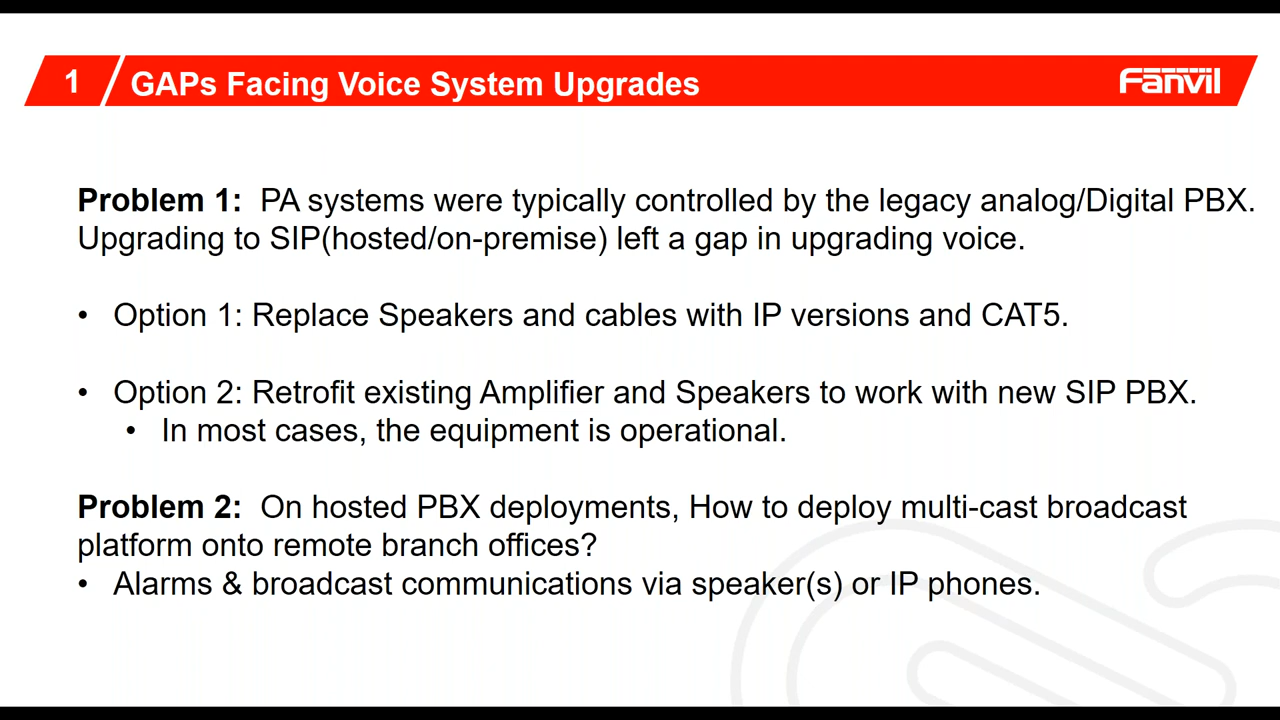 1 GAPs Facing Voice System Upgrades Fanvil
Problem 1: PA systems were typically controlled by the legacy analog/Digital PBX.
Upgrading to SIP(hosted/on-premise) left a gap in upgrading voice.
• Option 1: Replace Speakers and cables with IP versions and CAT5.
• Option 2: Retrofit existing Amplifier and Speakers to work with new SIP PBX.
• In most cases, the equipment is operational.
Problem 2: On hosted PBX deployments, How to deploy multi-cast broadcast
platform onto remote branch offices?
• Alarms & broadcast communications via speaker(s) or IP phones.